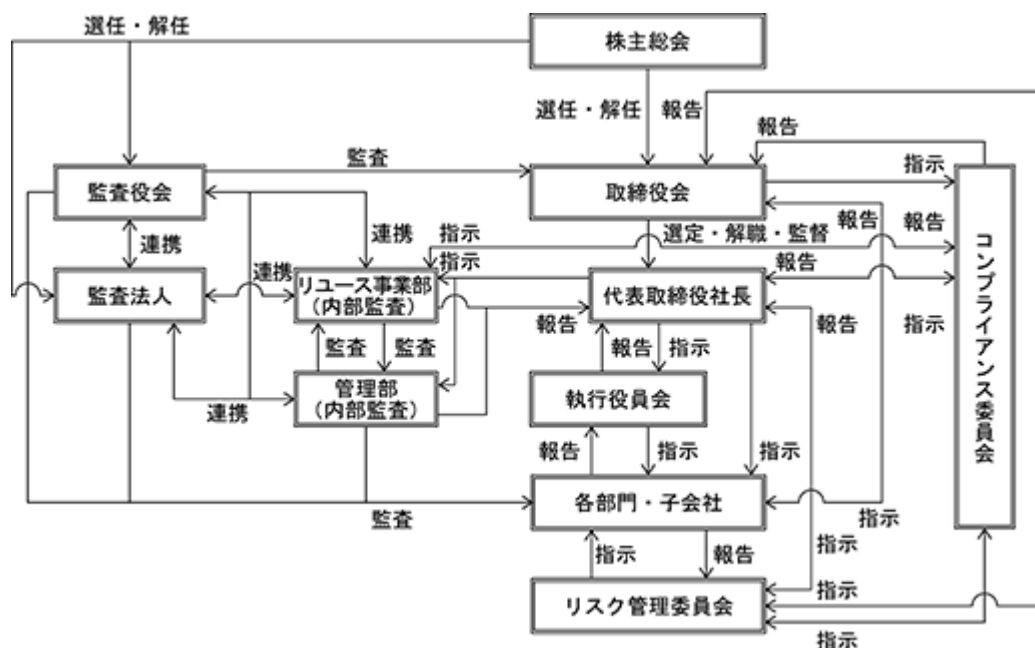 選任・解任
株主総会
選任・解任
報告
報告
監査
指示
監査役会
取締役会
コンプライアンス委員会
連携
連携
指示
選定・解職・監督
報告
報告
指示
報告
監査法人
連携
リユース事業部
(内部監査)
代表取締役社長
報告
報告
指示
監査
監査
報告
指示
管理部
(内部監査)
執行役員会
連携
報告
指示
指示
各部門・子会社
監査
指示
指示
報告
指示
リスク管理委員会
指示
指示